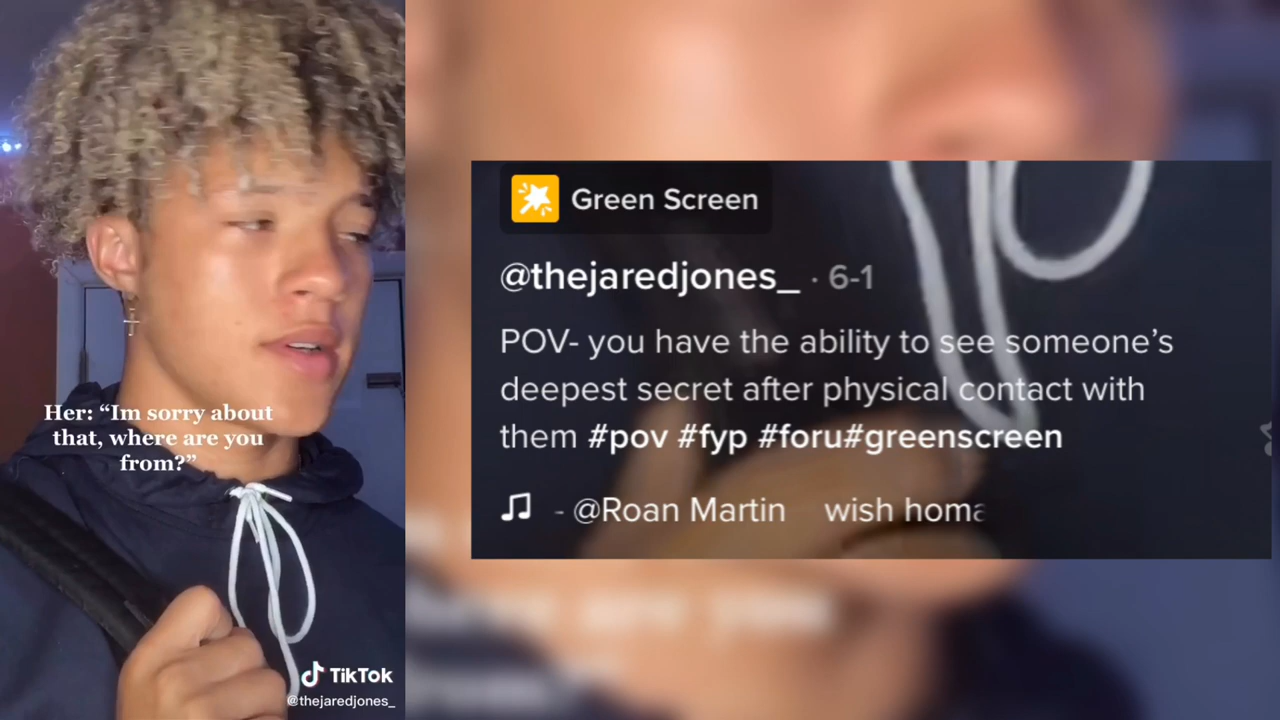 Her: “Im sorry about
that, where are you
from?”
TikTok
@thejaredjones_
Green Screen
@thejaredjones_ · 6-1
POV- you have the ability to see someone’s
deepest secret after physical contact with
them #pov #fyp #foru#greenscreen
- @Roan Martin wish